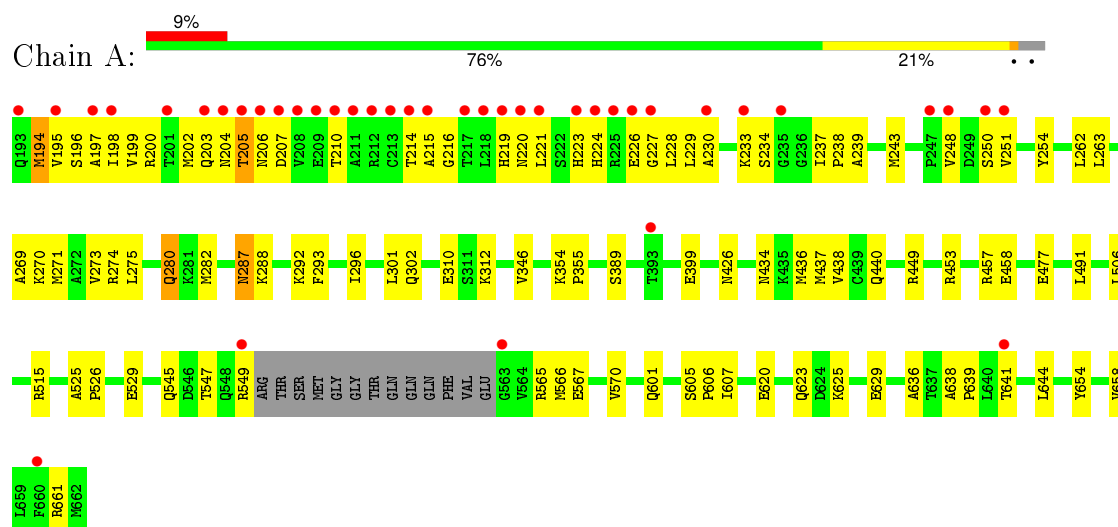 9%
Chain A:
76% 21% • •
Q193 M194 V195 S196 A197 I198 V199 R200 T201 M202 Q203 N204 T205 N206 D207 V208 E209 T210 A211 R212 S213 T214 A215 G216 T217 L218 H219 N220 L221 S222 H223 H224 R225 E226 G227 L228 L229 A230 K233 S234 G235 G236 I237 P238 A239 M243 P247 V248 D249 S250 V251 Y254 L262 L263
A269 K270 M271 A272 V273 R274 L275 Q280 K281 M282 N287 K288 K292 F293 I296 L301 Q302 E310 S311 K312 V346 K354 P355 S389 T393 E399 N426 N434 K435 M436 M437 V438 C439 Q440 R449 R453 R457 E458 E477 L491 L506
R515 A525 P526 E529 Q545 D546 T547 Q548 R549 ARG THR SER MET GLY GLY THR GLN GLN GLN PHE VAL GLU G563 V564 R565 M566 E567 V570 Q601 S605 P606 I607 E620 Q623 D624 K625 E629 A636 T637 A638 P639 L640 T641 L644 Y654 V658
L659 F660 R661 M662